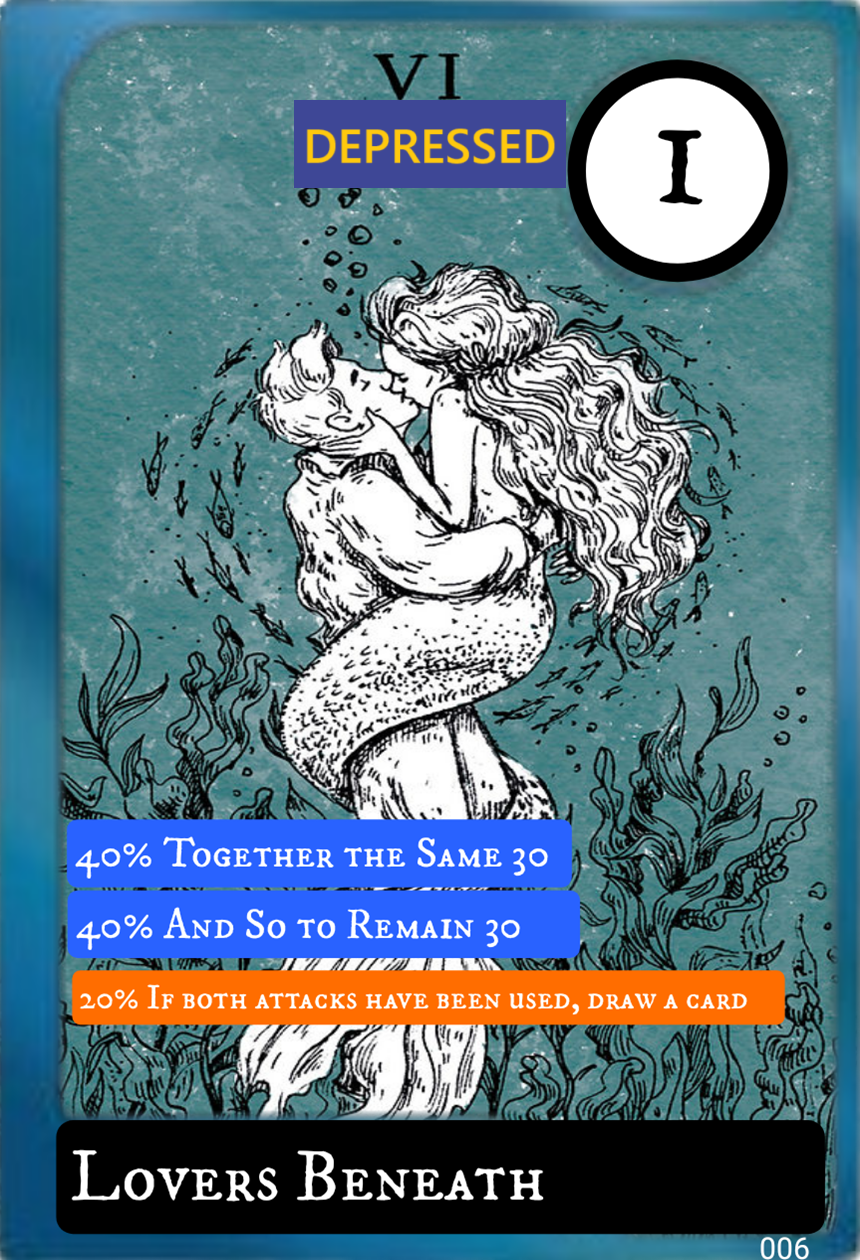 VI
DEPRESSED
I
40% Together the Same 30
40% And So to Remain 30
20% If both attacks have been used, draw a card
Lovers Beneath
006